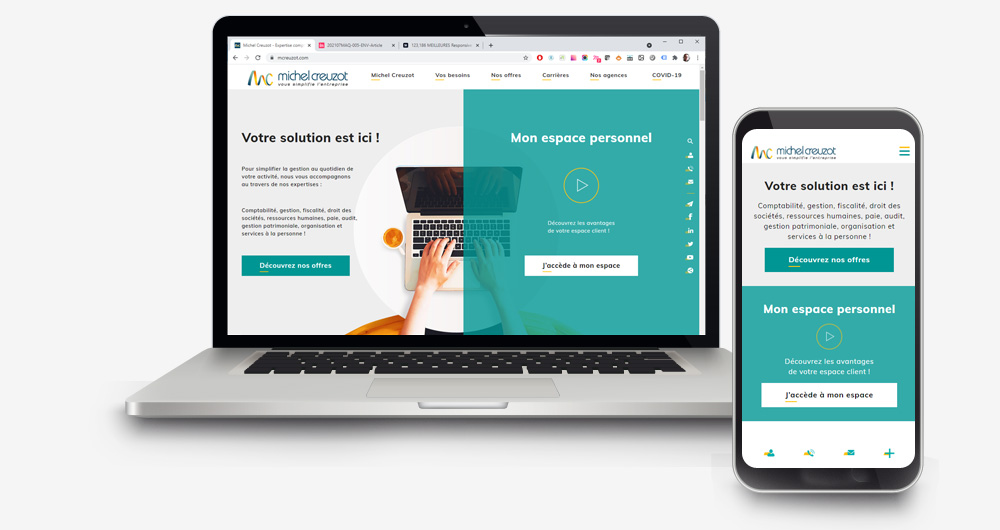 Michel Creuzot - Expertise comp
2021STMAQ-005-ENV-Article
123,186 MEILLEURES Responsiv
mcreuzot.com
michel creuzot
vous simplifie l'entreprise
Michel Creuzot
Vos besoins
Nos offres
Carrières
Nos agences
COVID-19
Votre solution est ici !
Pour simplifier la gestion au quotidien de
votre activité, nous vous accompagnons
au travers de nos expertises :
Comptabilité, gestion, fiscalité, droit des
sociétés, ressources humaines, paie, audit,
gestion patrimoniale, organisation et
services à la personne !
Découvrez nos offres
Mon espace personnel
Découvrez les avantages
de votre espace client !
J'accède à mon espace
michel creuzot
vous simplifie l'entreprise
Votre solution est ici !
Comptabilité, gestion, fiscalité, droit des
sociétés, ressources humaines, paie, audit,
gestion patrimoniale, organisation et
services à la personne !
Découvrez nos offres
Mon espace personnel
Découvrez les avantages
de votre espace client !
J'accède à mon espace